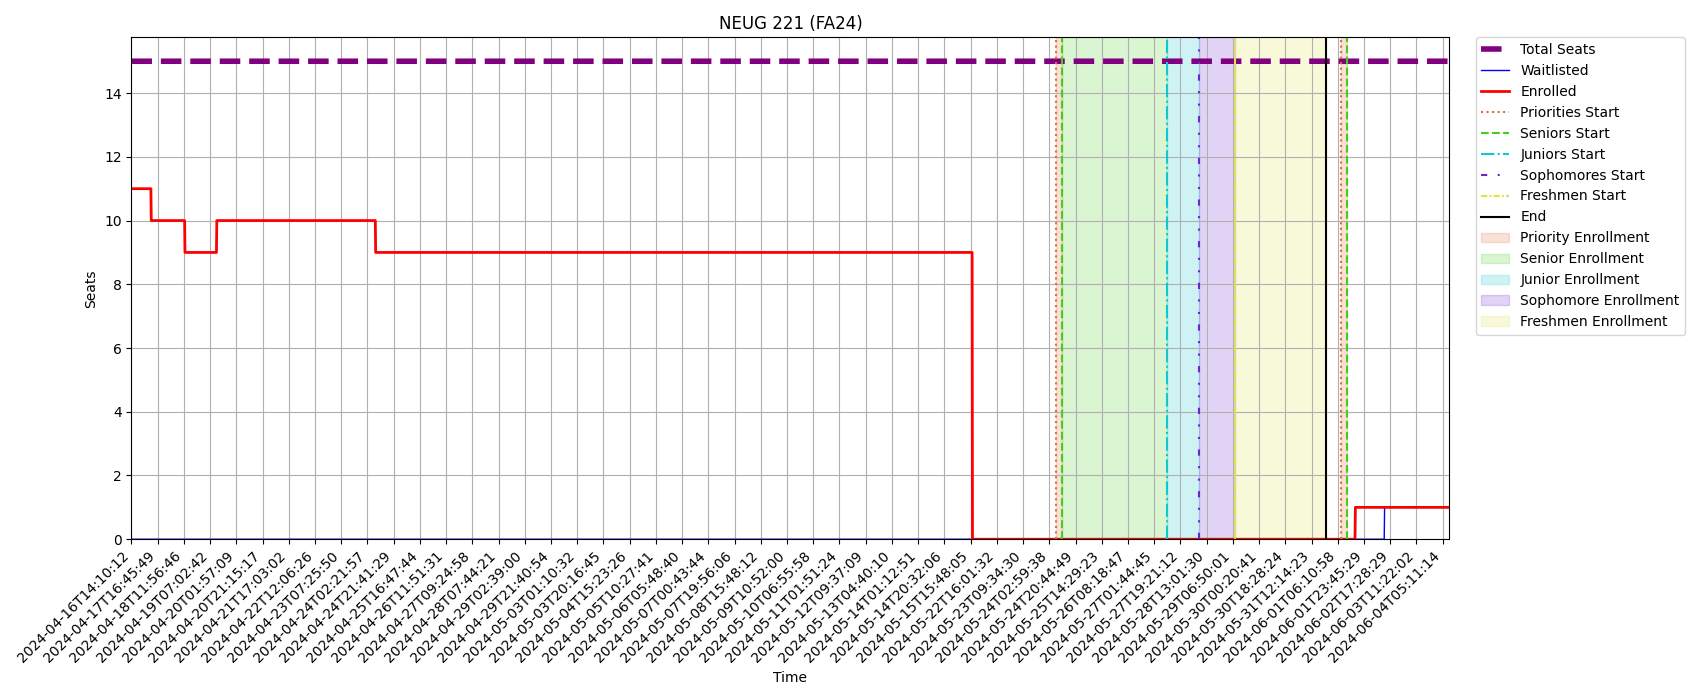 NEUG 221 (FA24)
Total Seats
Waitlisted
Enrolled
Priorities Start
Seniors Start
Juniors Start
Sophomores Start
Freshmen Start
End
Priority Enrollment
Senior Enrollment
Junior Enrollment
Sophomore Enrollment
Freshmen Enrollment
Seats
14
12
10
8
6
4
2
0
2024-04-16T14:10:12
2024-04-17T16:45:49
2024-04-18T11:56:46
2024-04-19T07:02:42
2024-04-20T01:57:09
2024-04-20T21:15:17
2024-04-21T17:03:02
2024-04-22T12:06:26
2024-04-23T07:25:50
2024-04-24T02:21:57
2024-04-24T21:41:29
2024-04-25T16:47:44
2024-04-26T11:51:31
2024-04-27T09:24:58
2024-04-28T07:44:21
2024-04-29T02:39:00
2024-04-29T21:40:54
2024-05-03T01:10:32
2024-05-03T20:16:45
2024-05-04T15:23:26
2024-05-05T10:27:41
2024-05-06T05:48:40
2024-05-07T00:43:44
2024-05-07T19:56:06
2024-05-08T15:48:12
2024-05-09T10:52:00
2024-05-10T06:55:58
2024-05-11T01:51:24
2024-05-12T09:37:09
2024-05-13T04:40:10
2024-05-14T01:12:51
2024-05-14T20:32:06
2024-05-15T15:48:05
2024-05-22T16:01:32
2024-05-23T09:34:30
2024-05-24T02:59:38
2024-05-24T20:44:49
2024-05-25T14:29:23
2024-05-26T08:18:47
2024-05-27T01:44:45
2024-05-27T19:21:12
2024-05-28T13:01:30
2024-05-29T06:50:01
2024-05-30T00:20:41
2024-05-30T18:28:24
2024-05-31T12:14:23
2024-06-01T06:10:58
2024-06-01T23:45:29
2024-06-02T17:28:29
2024-06-03T11:22:02
2024-06-04T05:11:14
Time